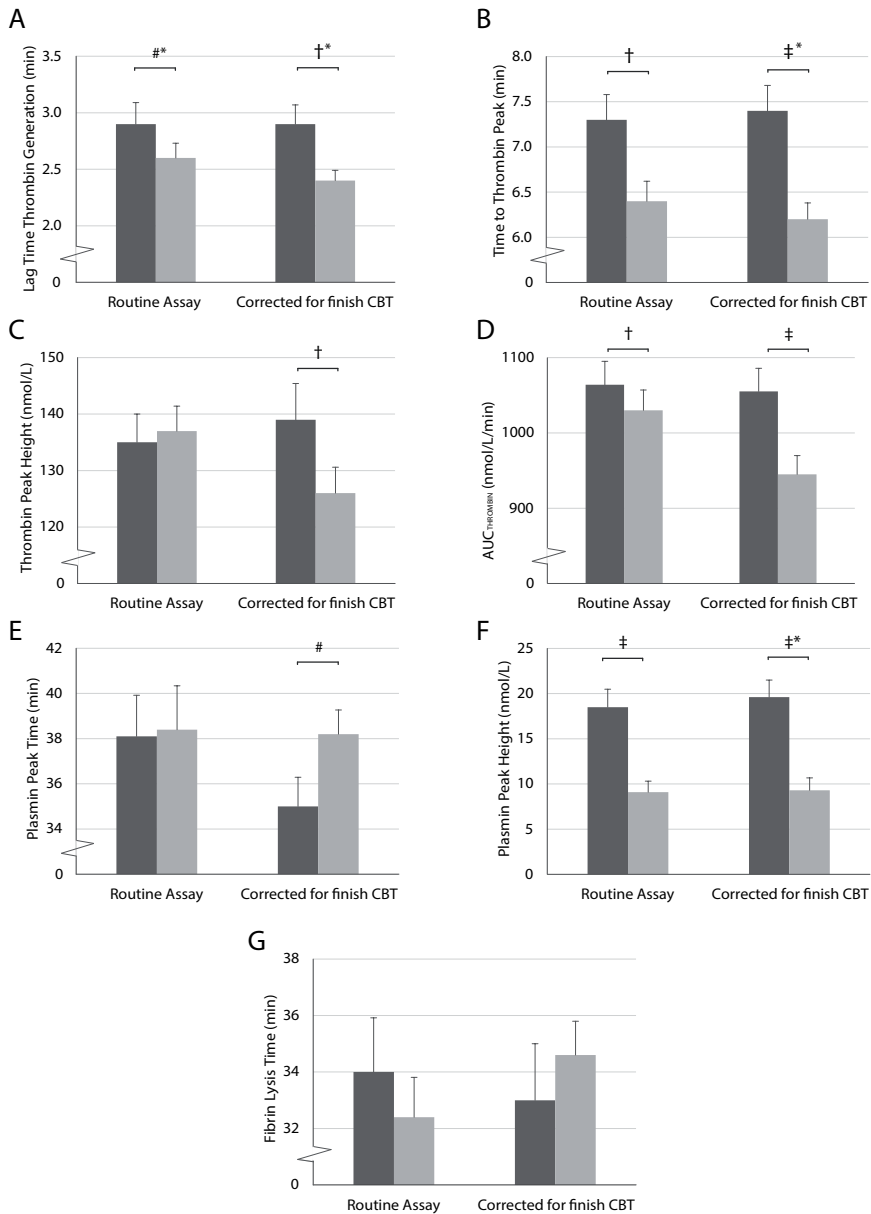 A
Lag Time Thrombin Generation (min)
3.5
3.0
2.5
2.0
0
#*
†*
Routine Assay
Corrected for finish CBT
B
Time to Thrombin Peak (min)
8.0
7.5
7.0
6.5
6.0
0
†
‡*
Routine Assay
Corrected for finish CBT
C
Thrombin Peak Height (nmol/L)
150
140
130
120
0
†
Routine Assay
Corrected for finish CBT
D
AUCTHROMBIN (nmol/L/min)
1100
1000
900
0
†
‡
Routine Assay
Corrected for finish CBT
E
Plasmin Peak Time (min)
42
40
38
36
34
0
#
Routine Assay
Corrected for finish CBT
F
Plasmin Peak Height (nmol/L)
25
20
15
10
5
0
‡
‡*
Routine Assay
Corrected for finish CBT
G
Fibrin Lysis Time (min)
38
36
34
32
0
Routine Assay
Corrected for finish CBT